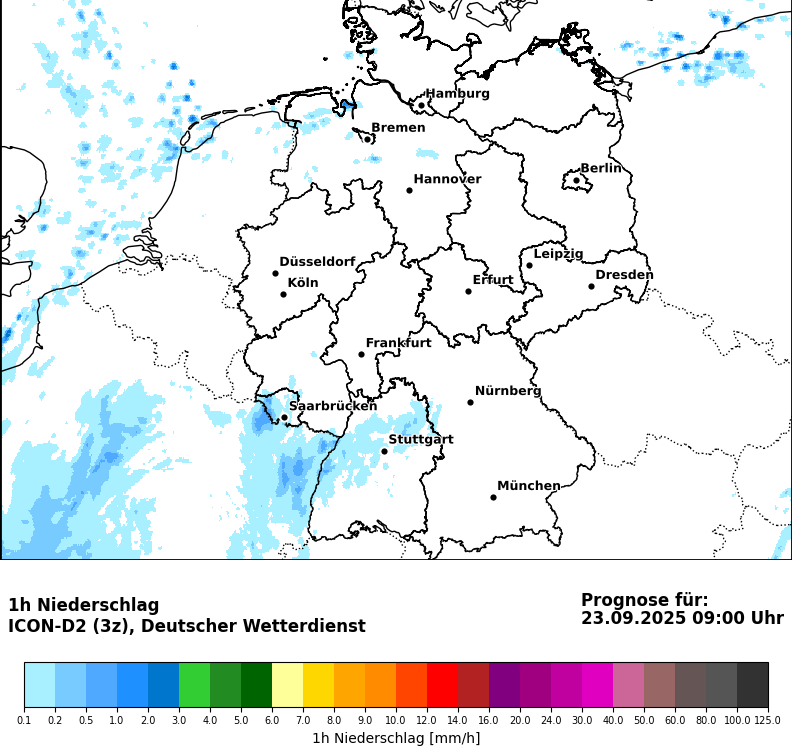 Hamburg
Bremen
Berlin
Hannover
Leipzig
Düsseldorf
Dresden
Köln
Erfurt
Frankfurt
Nürnberg
Saarbrücken
Stuttgart
München
1h Niederschlag
ICON-D2 (3z), Deutscher Wetterdienst
Prognose für:
23.09.2025 09:00 Uhr
0.1 0.2 0.5 1.0 2.0 3.0 4.0 5.0 6.0 7.0 8.0 9.0 10.0 12.0 14.0 16.0 20.0 24.0 30.0 40.0 50.0 60.0 80.0 100.0 125.0
1h Niederschlag [mm/h]